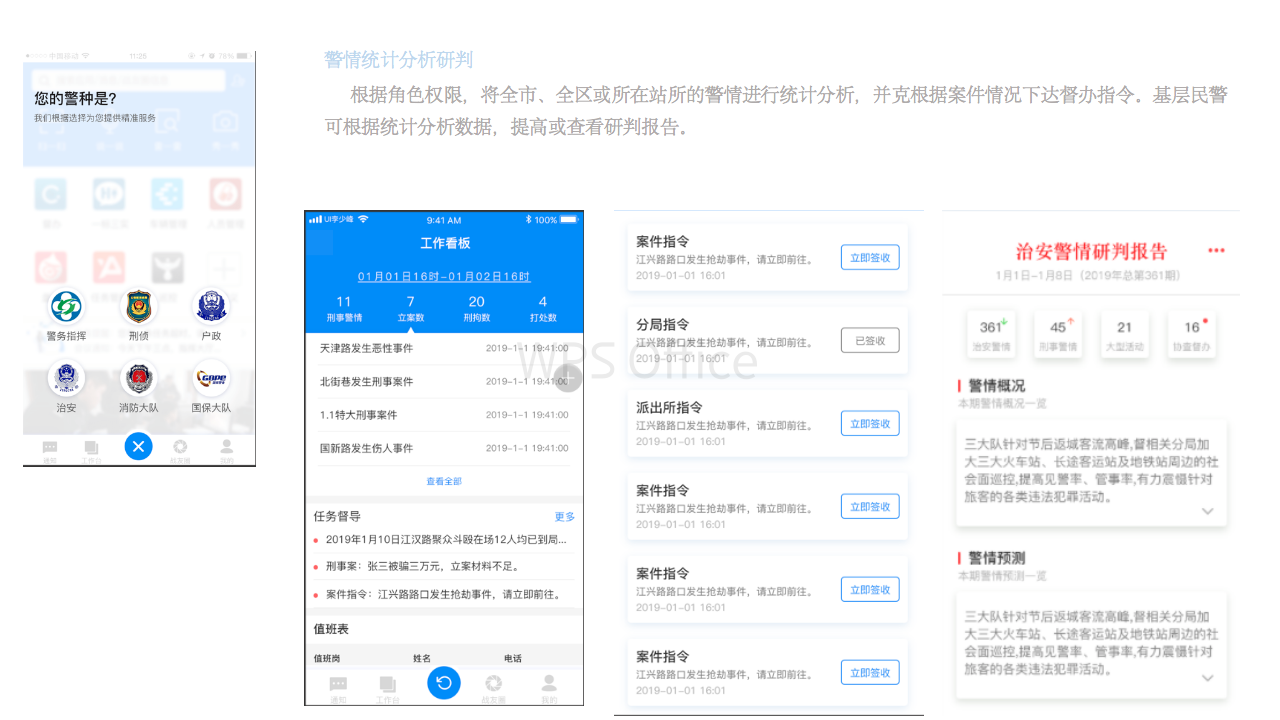 警情统计分析研判
根据角色权限，将全市、全区或所在站所的警情进行统计分析，并克根据案件情况下达督办指令。基层民警
可根据统计分析数据，提高或查看研判报告。
中国移动 11:25 76%
您的警种是?
我们根据选择为您提供精准服务
警务指挥 刑侦 户政
治安 消防大队 国保大队
通知 工作台 战友圈 我的
UI李少峰 9:41 AM 100%
工作看板
01月01日16时-01月02日16时
11 7 20 4
刑事警情 立案数 刑拘数 打处数
天津路发生恶性事件 2019-1-1 19:41:00
北街巷发生刑事案件 2019-1-1 19:41:00
1.1特大刑事案件 2019-1-1 19:41:00
国新路发生伤人事件 2019-1-1 19:41:00
查看全部
任务督导 更多
2019年1月10日江汉路聚众斗殴在场12人均已到局...
刑事案：张三被骗三万元，立案材料不足。
案件指令：江兴路路口发生抢劫事件，请立即前往。
值班表
值班岗 姓名 电话
通知 工作台 战友圈 我的
案件指令
江兴路路口发生抢劫事件，请立即前往。
2019-01-01 16:01
立即签收
分局指令
江兴路路口发生抢劫事件，请立即前往。
2019-01-01 16:01
已签收
派出所指令
江兴路路口发生抢劫事件，请立即前往。
2019-01-01 16:01
立即签收
案件指令
江兴路路口发生抢劫事件，请立即前往。
2019-01-01 16:01
立即签收
案件指令
江兴路路口发生抢劫事件，请立即前往。
2019-01-01 16:01
立即签收
案件指令
江兴路路口发生抢劫事件，请立即前往。
2019-01-01 16:01
立即签收
WPS Office
治安警情研判报告
1月1日-1月8日（2019年总第361期）
361 45 21 16
治安警情 刑事警情 大型活动 协查督办
警情概况
本期警情概况一览
三大队针对节后返城客流高峰,督相关分局加
大三大火车站、长途客运站及地铁站周边的社
会面巡控,提高见警率、管事率,有力震慑针对
旅客的各类违法犯罪活动。
警情预测
本期警情预测一览
三大队针对节后返城客流高峰,督相关分局加
大三大火车站、长途客运站及地铁站周边的社
会面巡控,提高见警率、管事率,有力震慑针对
旅客的各类违法犯罪活动。